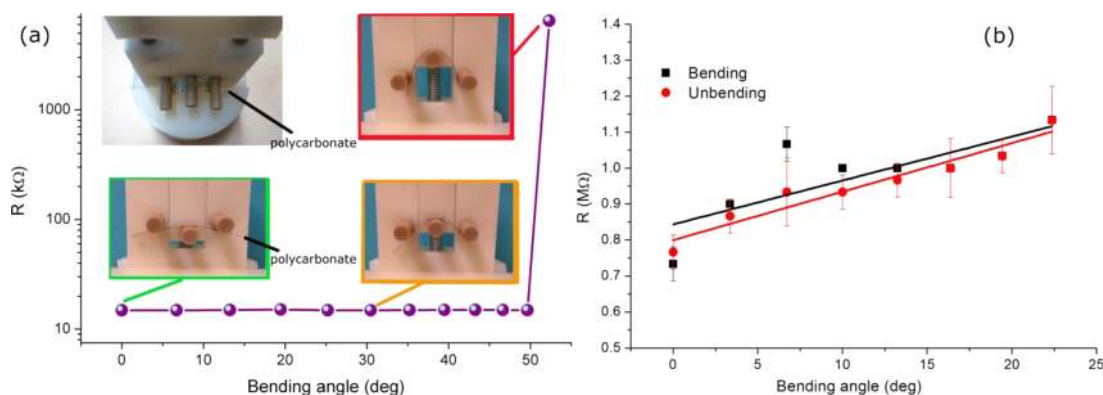 (a)
polycarbonate
polycarbonate
R (kΩ)
1000
100
10
0
10
20
30
40
50
Bending angle (deg)
(b)
Bending
Unbending
R (MΩ)
1.4
1.3
1.2
1.1
1.0
0.9
0.8
0.7
0.6
0.5
0
5
10
15
20
25
Bending angle (deg)